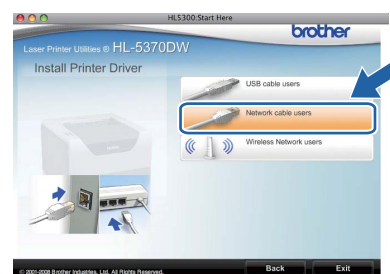 HL5300:Start Here
brother
Laser Printer Utilities ® HL-5370DW
Install Printer Driver
USB cable users
Network cable users
Wireless Network users
© 2001-2008 Brother Industries, Ltd. All Rights Reserved.
Back Exit